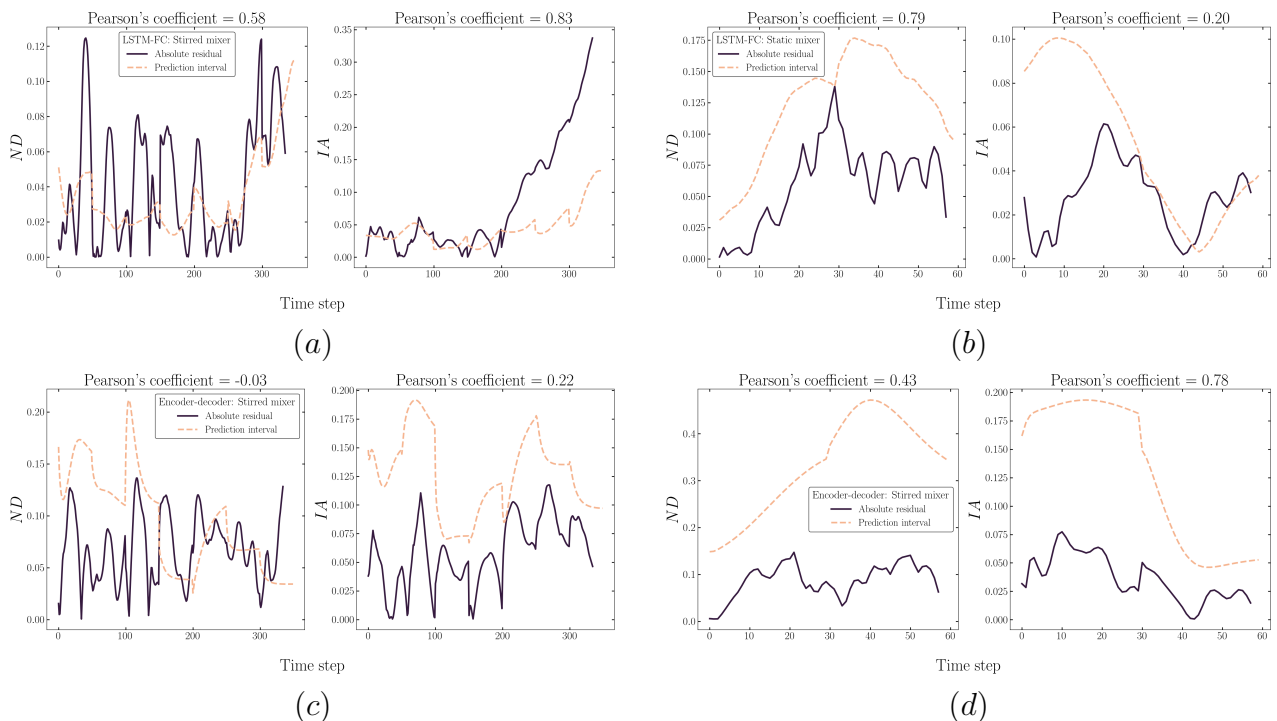 Pearson's coefficient = 0.58
Pearson's coefficient = 0.83
LSTM-FC: Stirred mixer
Absolute residual
Prediction interval
ND
0.12
0.10
0.08
0.06
0.04
0.02
0.00
0
100
200
300
IA
0.35
0.30
0.25
0.20
0.15
0.10
0.05
0.00
0
100
200
300
Time step
(a)
Pearson's coefficient = 0.79
Pearson's coefficient = 0.20
LSTM-FC: Static mixer
Absolute residual
Prediction interval
ND
0.175
0.150
0.125
0.100
0.075
0.050
0.025
0.000
0
10
20
30
40
50
60
IA
0.10
0.08
0.06
0.04
0.02
0.00
0
10
20
30
40
50
60
Time step
(b)
Pearson's coefficient = -0.03
Pearson's coefficient = 0.22
Encoder-decoder: Stirred mixer
Absolute residual
Prediction interval
ND
0.20
0.15
0.10
0.05
0.00
0
100
200
300
IA
0.200
0.175
0.150
0.125
0.100
0.075
0.050
0.025
0.000
0
100
200
300
Time step
(c)
Pearson's coefficient = 0.43
Pearson's coefficient = 0.78
Encoder-decoder: Stirred mixer
Absolute residual
Prediction interval
ND
0.4
0.3
0.2
0.1
0.0
0
10
20
30
40
50
60
IA
0.200
0.175
0.150
0.125
0.100
0.075
0.050
0.025
0.000
0
10
20
30
40
50
60
Time step
(d)